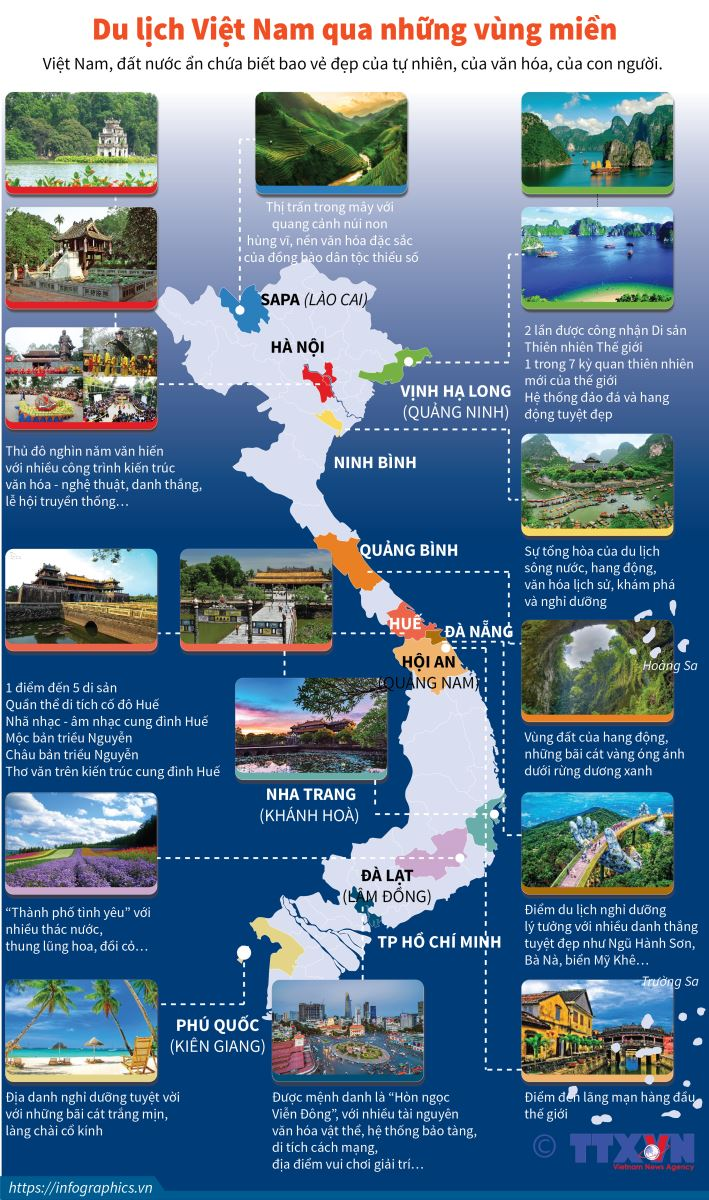 Du lịch Việt Nam qua những vùng miền
Việt Nam, đất nước ẩn chứa biết bao vẻ đẹp của tự nhiên, của văn hóa, của con người.
Thị trấn trong mây với
quang cảnh núi non
hùng vĩ, nền văn hóa đặc sắc
của đồng bào dân tộc thiểu số
SAPA (LÀO CAI)
HÀ NỘI
2 lần được công nhận Di sản
Thiên nhiên Thế giới
1 trong 7 kỳ quan thiên nhiên
mới của thế giới
Hệ thống đảo đá và hang
động tuyệt đẹp
VỊNH HẠ LONG
(QUẢNG NINH)
Thủ đô nghìn năm văn hiến
với nhiều công trình kiến trúc
văn hóa - nghệ thuật, danh thắng,
lễ hội truyền thống...
NINH BÌNH
Sự tổng hòa của du lịch
sông nước, hang động,
văn hóa lịch sử, khám phá
và nghỉ dưỡng
QUẢNG BÌNH
HUẾ
ĐÀ NẴNG
HỘI AN
(QUẢNG NAM)
Hoàng Sa
1 điểm đến 5 di sản
Quần thể di tích cố đô Huế
Nhã nhạc - âm nhạc cung đình Huế
Mộc bản triều Nguyễn
Châu bản triều Nguyễn
Thơ văn trên kiến trúc cung đình Huế
Vùng đất của hang động,
những bãi cát vàng óng ánh
dưới rừng dương xanh
NHA TRANG
(KHÁNH HOÀ)
ĐÀ LẠT
(LÂM ĐỒNG)
"Thành phố tình yêu" với
nhiều thác nước,
thung lũng hoa, đồi cỏ...
Điểm du lịch nghỉ dưỡng
lý tưởng với nhiều danh thắng
tuyệt đẹp như Ngũ Hành Sơn,
Bà Nà, biển Mỹ Khê...
TP HỒ CHÍ MINH
Trường Sa
PHÚ QUỐC
(KIÊN GIANG)
Địa danh nghỉ dưỡng tuyệt vời
với những bãi cát trắng mịn,
làng chài cổ kính
Được mệnh danh là "Hòn ngọc
Viễn Đông", với nhiều tài nguyên
văn hóa vật thể, hệ thống bảo tàng,
di tích cách mạng,
địa điểm vui chơi giải trí...
Điểm đến lãng mạn hàng đầu
thế giới
© TTXVN
Vietnam News Agency
https://infographics.vn